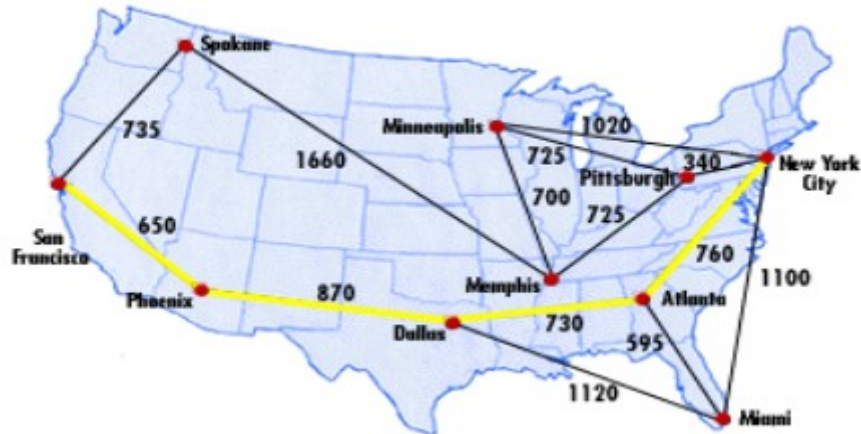 Spokane
Minneapolis
1020
735
725
340
New York
City
1660
Pittsburgh
700
725
San
Francisco
650
760
1100
Memphis
Atlanta
Phoenix
870
Dallas
730
595
1120
Miami